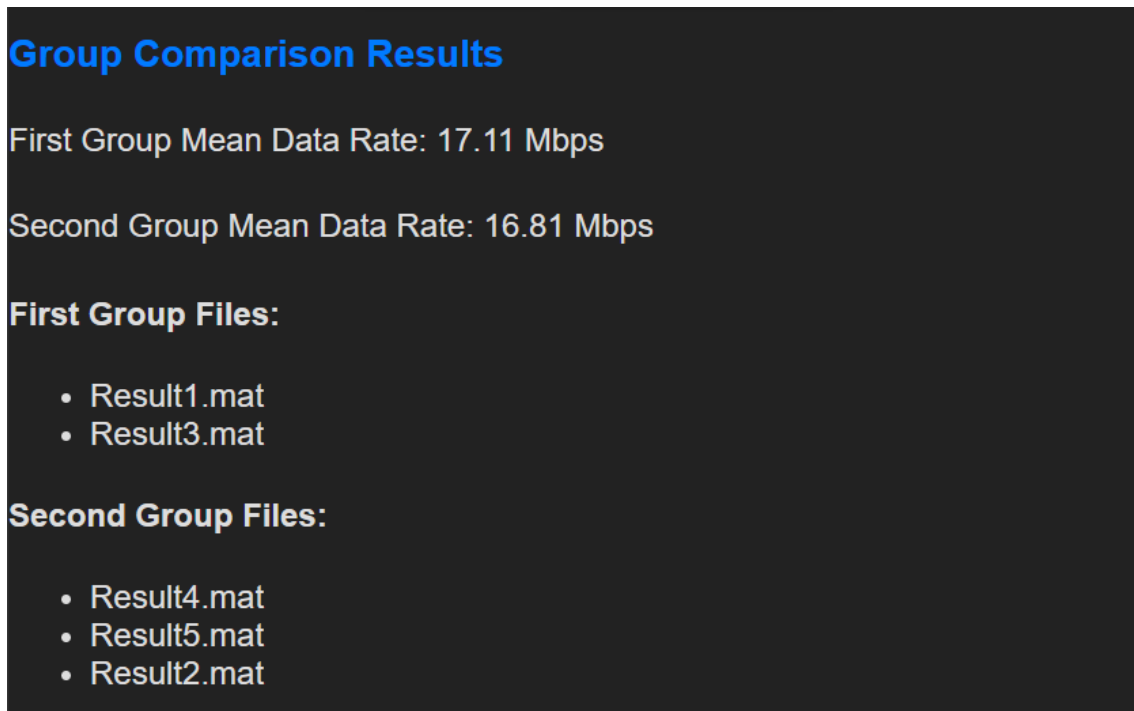 Group Comparison Results
First Group Mean Data Rate: 17.11 Mbps
Second Group Mean Data Rate: 16.81 Mbps
First Group Files:
• Result1.mat
• Result3.mat
Second Group Files:
• Result4.mat
• Result5.mat
• Result2.mat